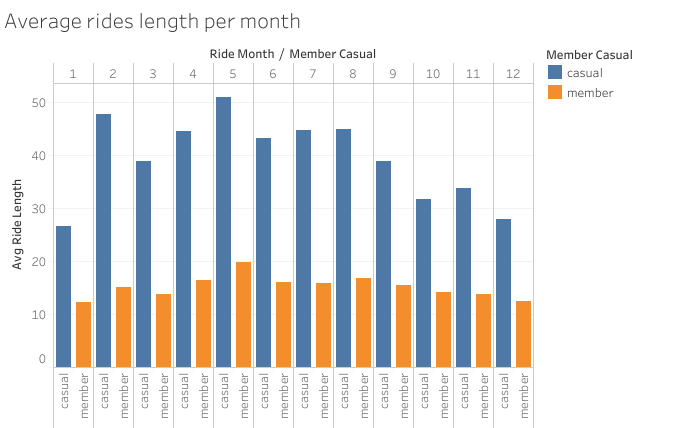 Average rides length per month
Ride Month / Member Casual
1 2 3 4 5 6 7 8 9 10 11 12
Member Casual
casual
member
Avg Ride Length
50
40
30
20
10
0
casual member casual member casual member casual member casual member casual member casual member casual member casual member casual member casual member casual member